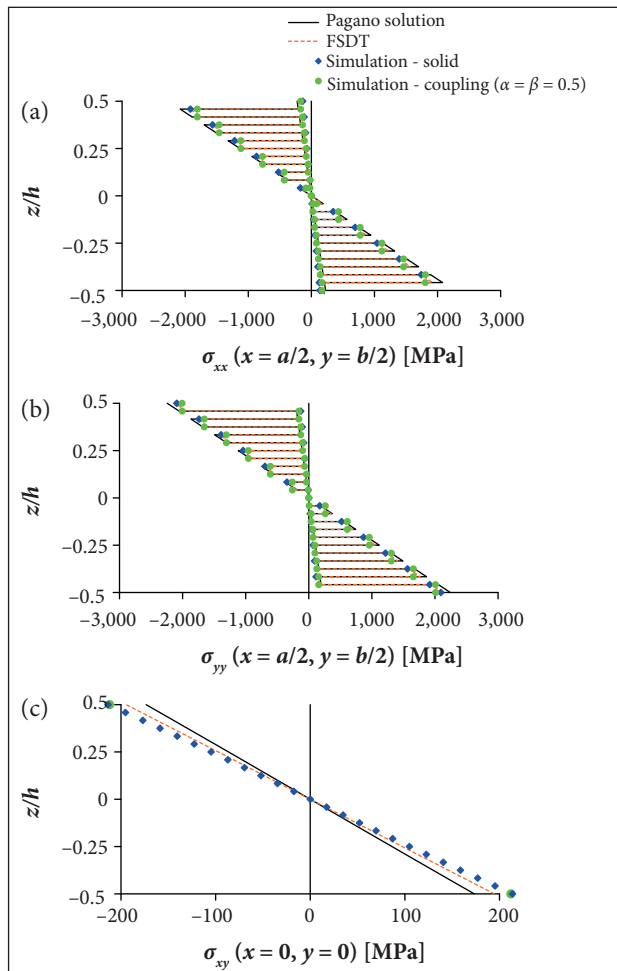 Pagano solution
FSDT
Simulation - solid
Simulation - coupling (α = β = 0.5)
(a)
0.5
0.25
0
−0.25
−0.5
z/h
−3,000 −2,000 −1,000 0 1,000 2,000 3,000
σxx (x = a/2, y = b/2) [MPa]
(b)
0.5
0.25
0
−0.25
−0.5
z/h
−3,000 −2,000 −1,000 0 1,000 2,000 3,000
σyy (x = a/2, y = b/2) [MPa]
(c)
0.5
0.25
0
−0.25
−0.5
z/h
−200 −100 0 100 200
σxy (x = 0, y = 0) [MPa]